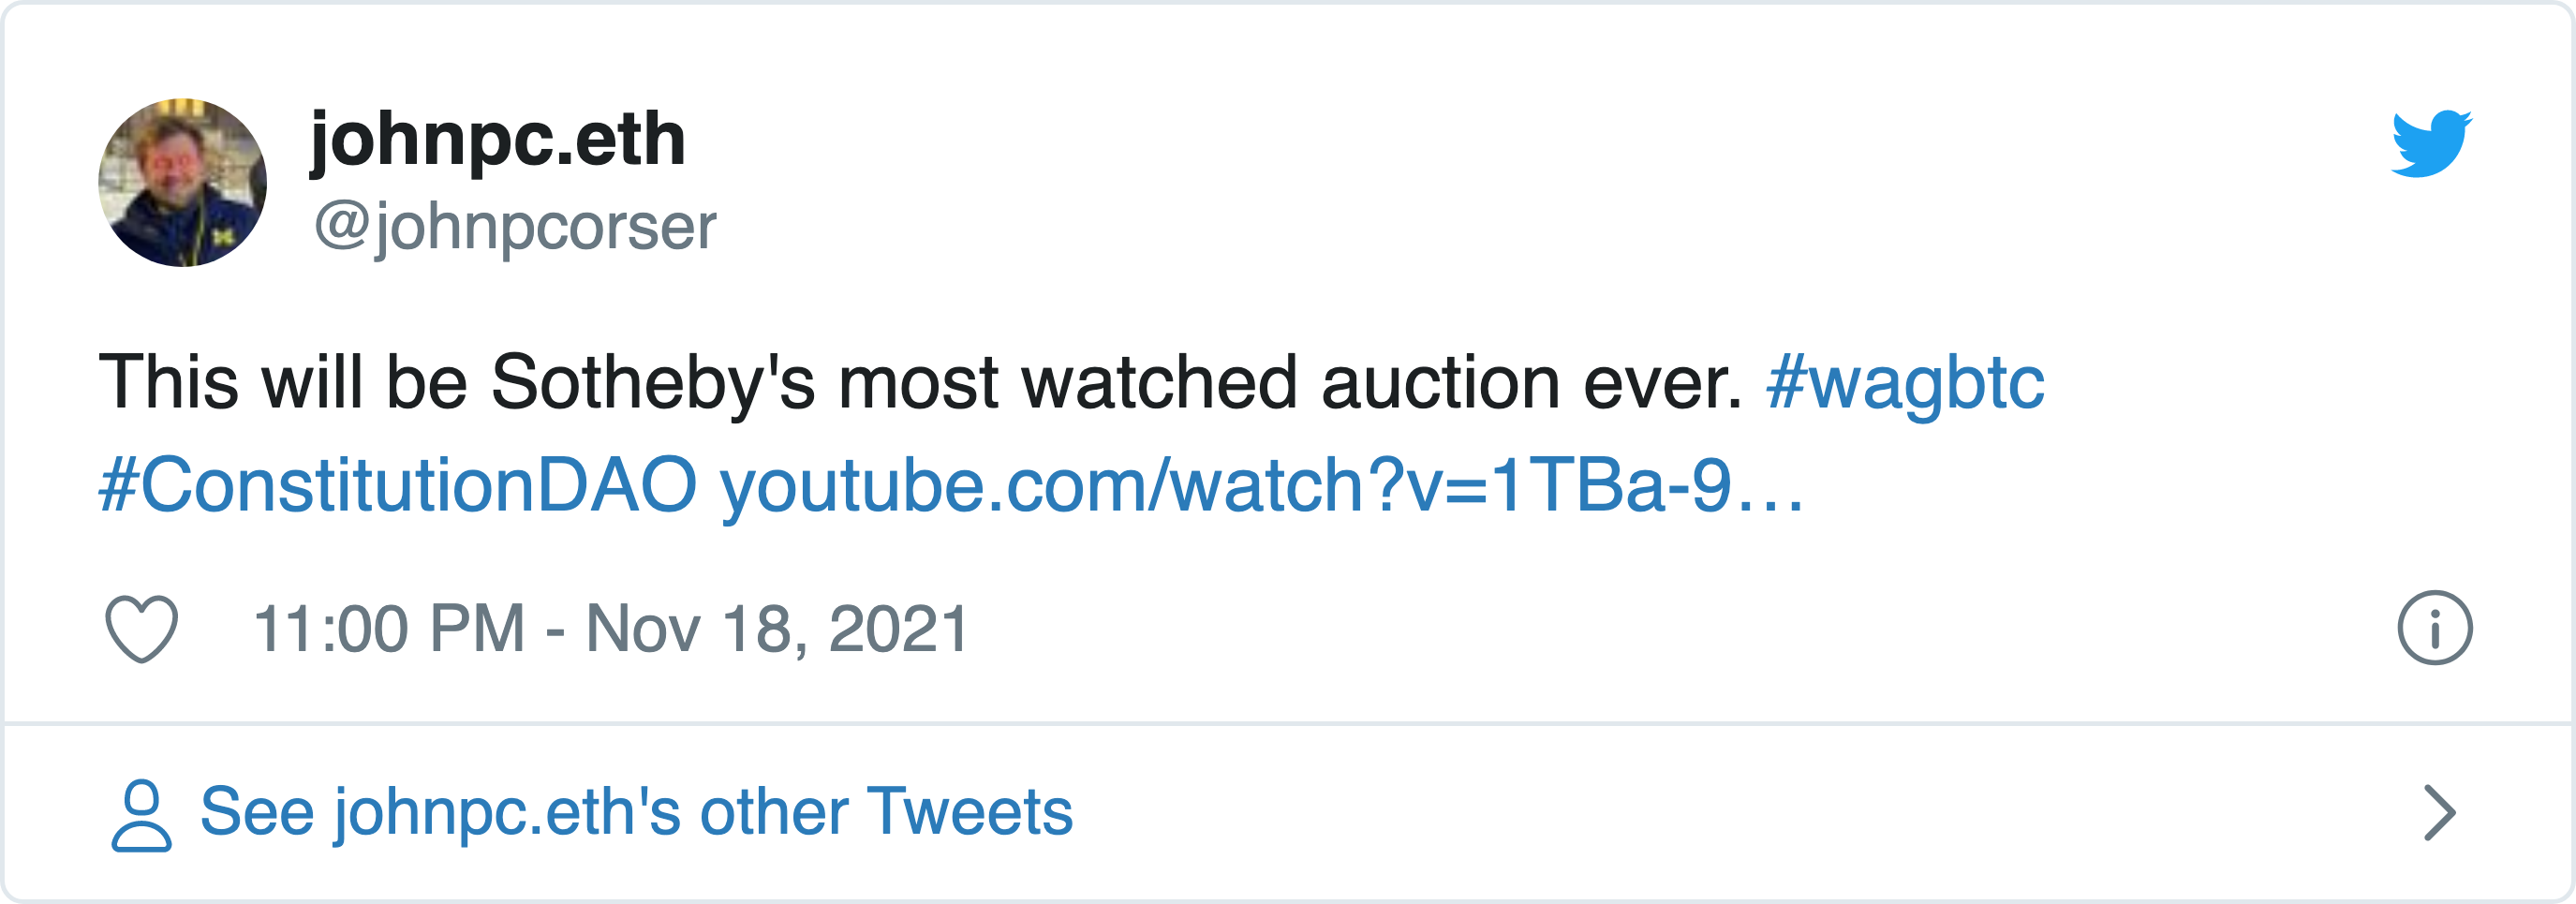 johnpc.eth
@johnpcorser
This will be Sotheby's most watched auction ever. #wagbtc
#ConstitutionDAO youtube.com/watch?v=1TBa-9…
11:00 PM - Nov 18, 2021
See johnpc.eth's other Tweets